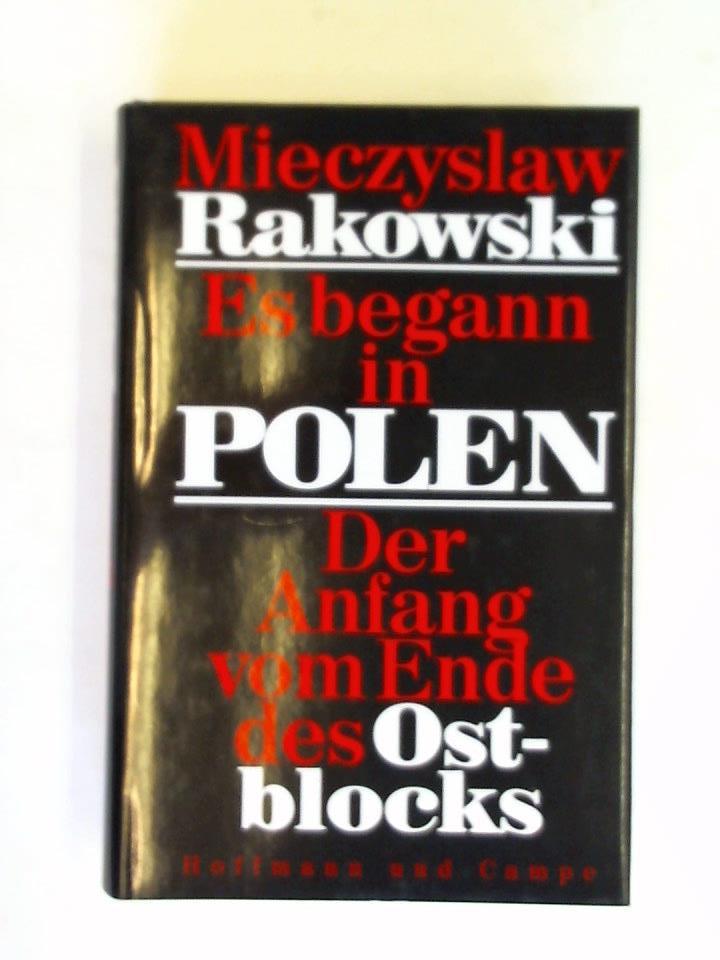 Mieczyslaw
Rakowski
Es begann
in
POLEN
Der
Anfang
vom Ende
des Ost-
blocks
Hoffmann und Campe